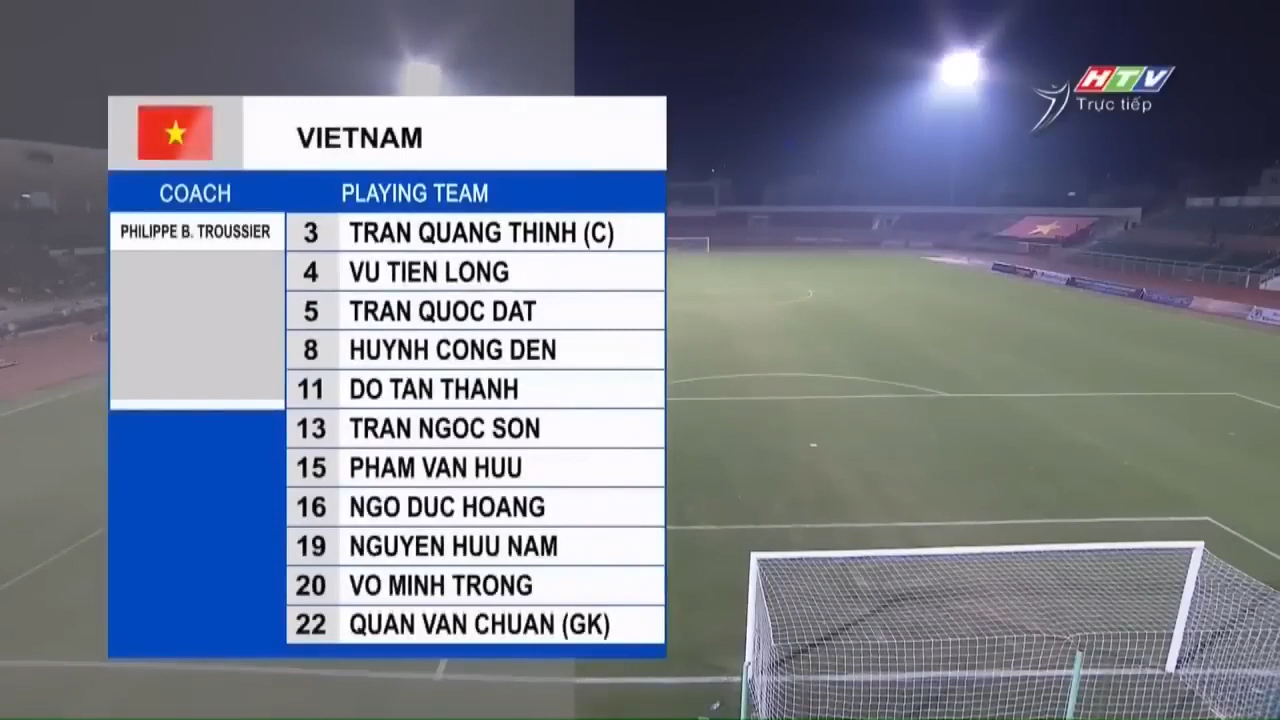 VIETNAM
COACH
PLAYING TEAM
PHILIPPE B. TROUSSIER
3 TRAN QUANG THINH (C)
4 VU TIEN LONG
5 TRAN QUOC DAT
8 HUYNH CONG DEN
11 DO TAN THANH
13 TRAN NGOC SON
15 PHAM VAN HUU
16 NGO DUC HOANG
19 NGUYEN HUU NAM
20 VO MINH TRONG
22 QUAN VAN CHUAN (GK)
HTV
Trực tiếp